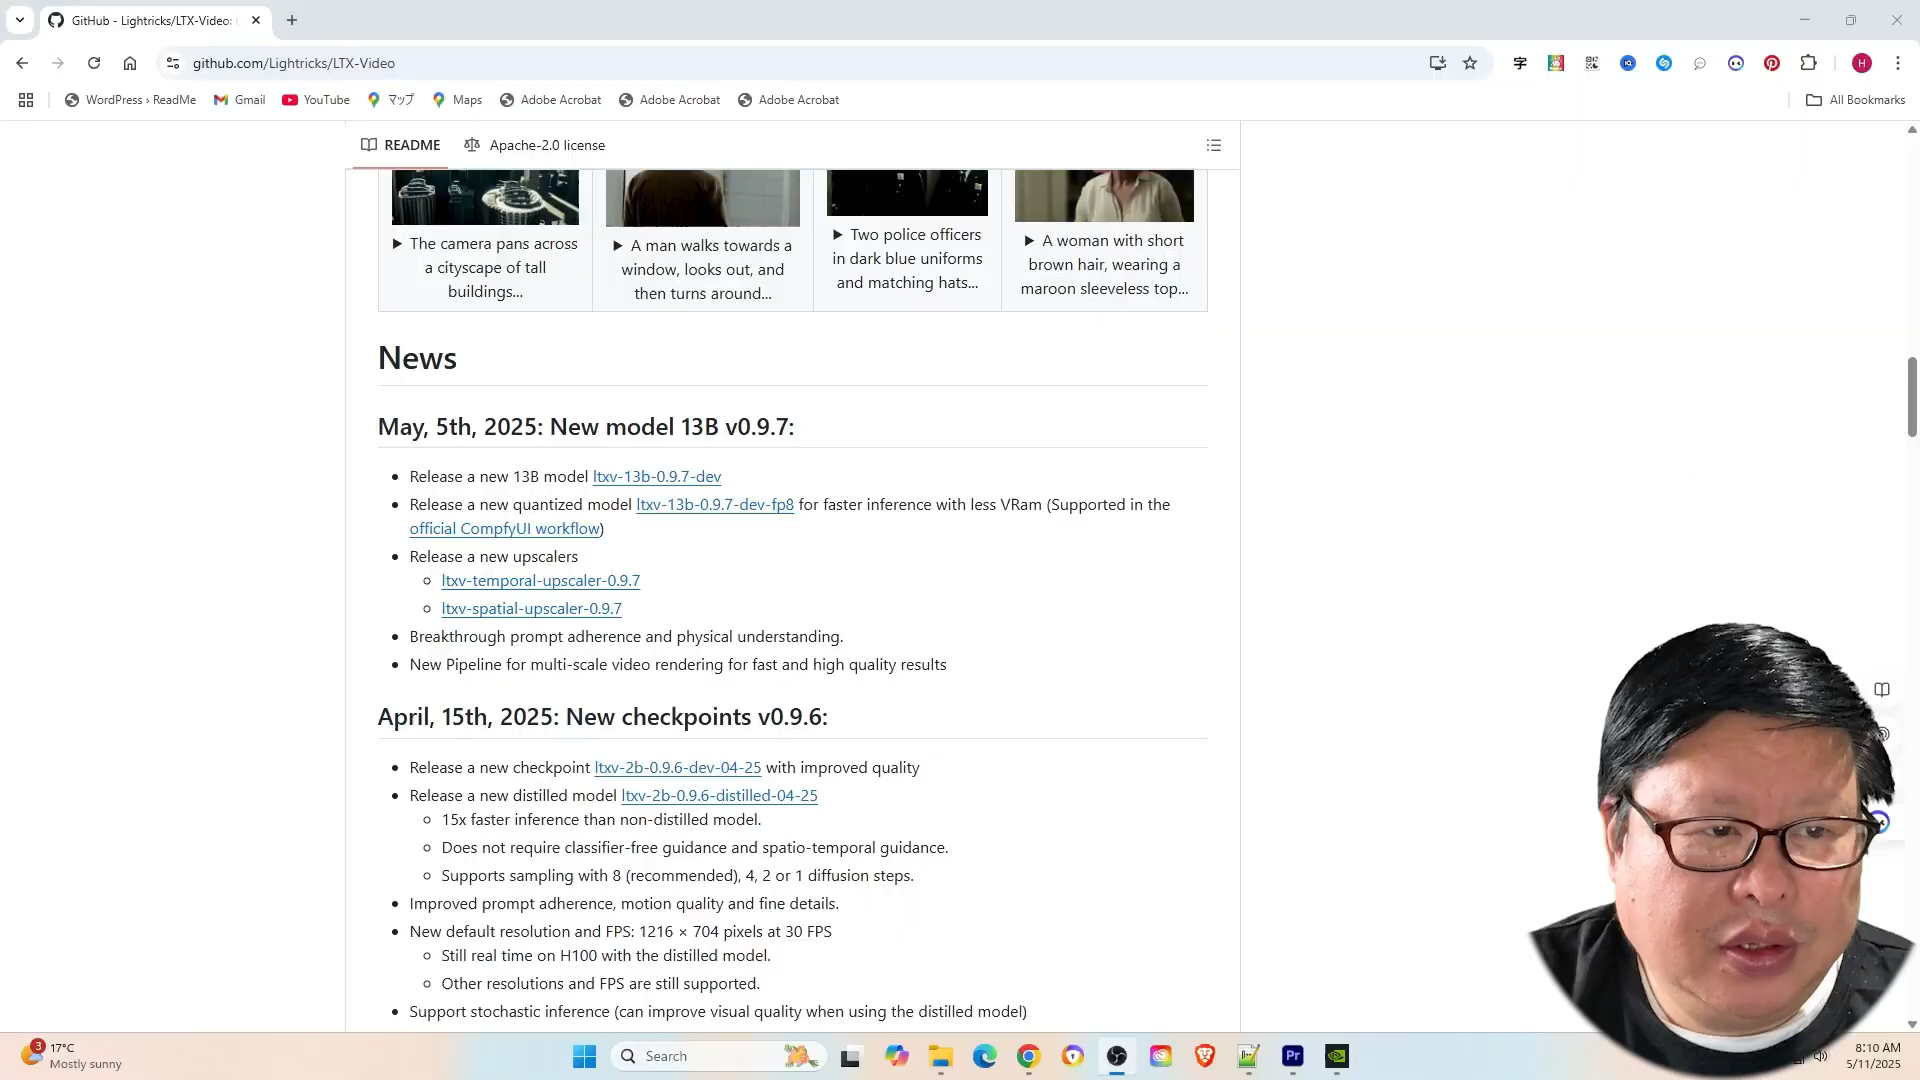 GitHub - Lightricks/LTX-Video:
github.com/Lightricks/LTX-Video
字
H
WordPress › ReadMe
Gmail
YouTube
マップ
Maps
Adobe Acrobat
Adobe Acrobat
Adobe Acrobat
All Bookmarks
README
Apache-2.0 license
▶ The camera pans across
a cityscape of tall
buildings...
▶ A man walks towards a
window, looks out, and
then turns around...
▶ Two police officers
in dark blue uniforms
and matching hats...
▶ A woman with short
brown hair, wearing a
maroon sleeveless top...
News
May, 5th, 2025: New model 13B v0.9.7:
Release a new 13B model ltxv-13b-0.9.7-dev
Release a new quantized model ltxv-13b-0.9.7-dev-fp8 for faster inference with less VRam (Supported in the
official CompfyUI workflow)
Release a new upscalers
ltxv-temporal-upscaler-0.9.7
ltxv-spatial-upscaler-0.9.7
Breakthrough prompt adherence and physical understanding.
New Pipeline for multi-scale video rendering for fast and high quality results
April, 15th, 2025: New checkpoints v0.9.6:
Release a new checkpoint ltxv-2b-0.9.6-dev-04-25 with improved quality
Release a new distilled model ltxv-2b-0.9.6-distilled-04-25
15x faster inference than non-distilled model.
Does not require classifier-free guidance and spatio-temporal guidance.
Supports sampling with 8 (recommended), 4, 2 or 1 diffusion steps.
Improved prompt adherence, motion quality and fine details.
New default resolution and FPS: 1216 × 704 pixels at 30 FPS
Still real time on H100 with the distilled model.
Other resolutions and FPS are still supported.
Support stochastic inference (can improve visual quality when using the distilled model)
3
17°C
Mostly sunny
Search
Pr
8:10 AM
5/11/2025